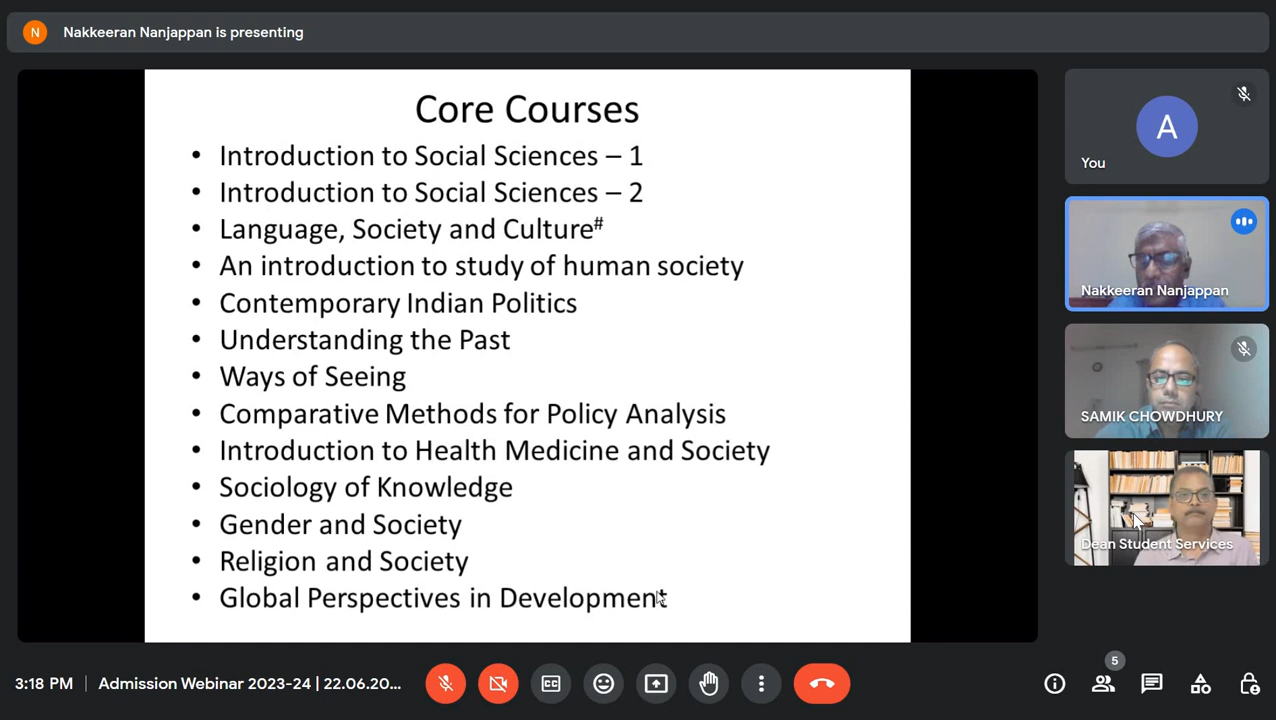 N
Nakkeeran Nanjappan is presenting
Core Courses
• Introduction to Social Sciences – 1
• Introduction to Social Sciences – 2
• Language, Society and Culture#
• An introduction to study of human society
• Contemporary Indian Politics
• Understanding the Past
• Ways of Seeing
• Comparative Methods for Policy Analysis
• Introduction to Health Medicine and Society
• Sociology of Knowledge
• Gender and Society
• Religion and Society
• Global Perspectives in Development
A
You
Nakkeeran Nanjappan
SAMIK CHOWDHURY
Dean Student Services
3:18 PM | Admission Webinar 2023-24 | 22.06.20...
CC
5